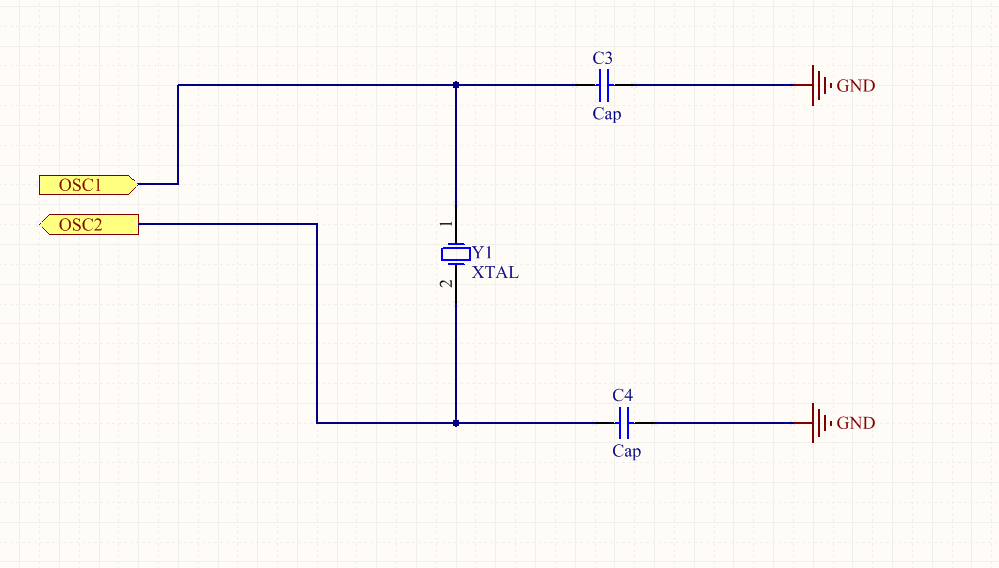 C3
GND
Cap
OSC1
OSC2
1
Y1
XTAL
2
C4
GND
Cap